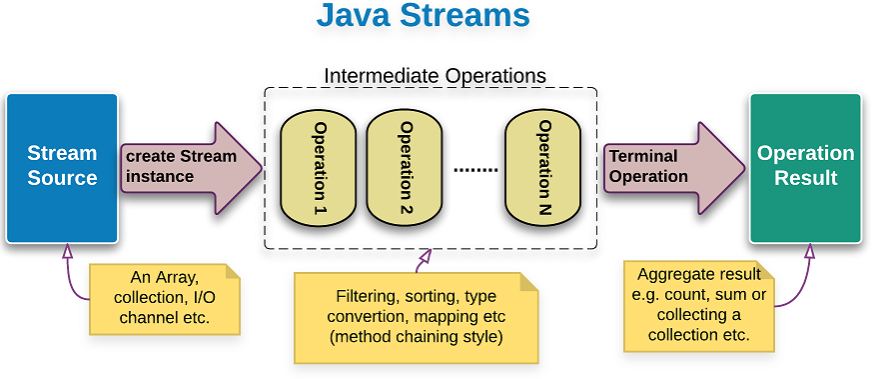 Java Streams
Intermediate Operations
Stream
Source
create Stream
instance
Operation 1
Operation 2
........
Operation N
Terminal
Operation
Operation
Result
An Array,
collection, I/O
channel etc.
Filtering, sorting, type
convertion, mapping etc
(method chaining style)
Aggregate result
e.g. count, sum or
collecting a
collection etc.